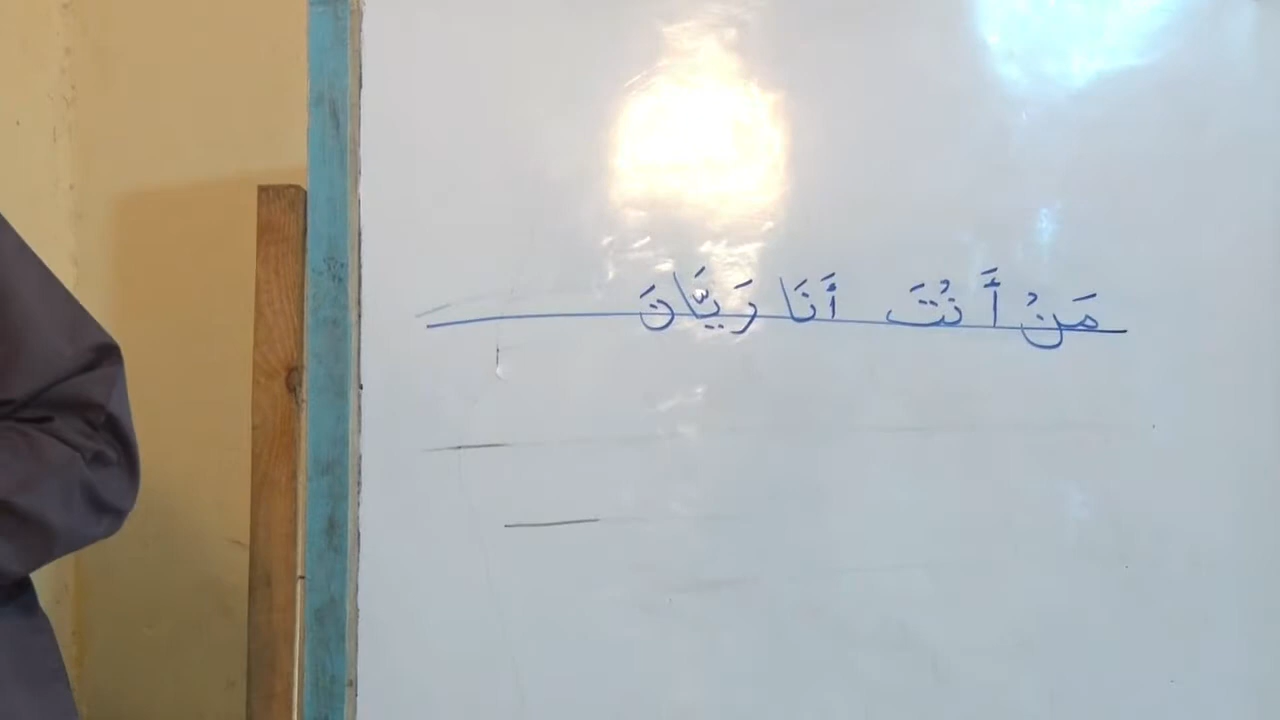 مَنْ أَنْتَ أَنَا رَيَّانَ